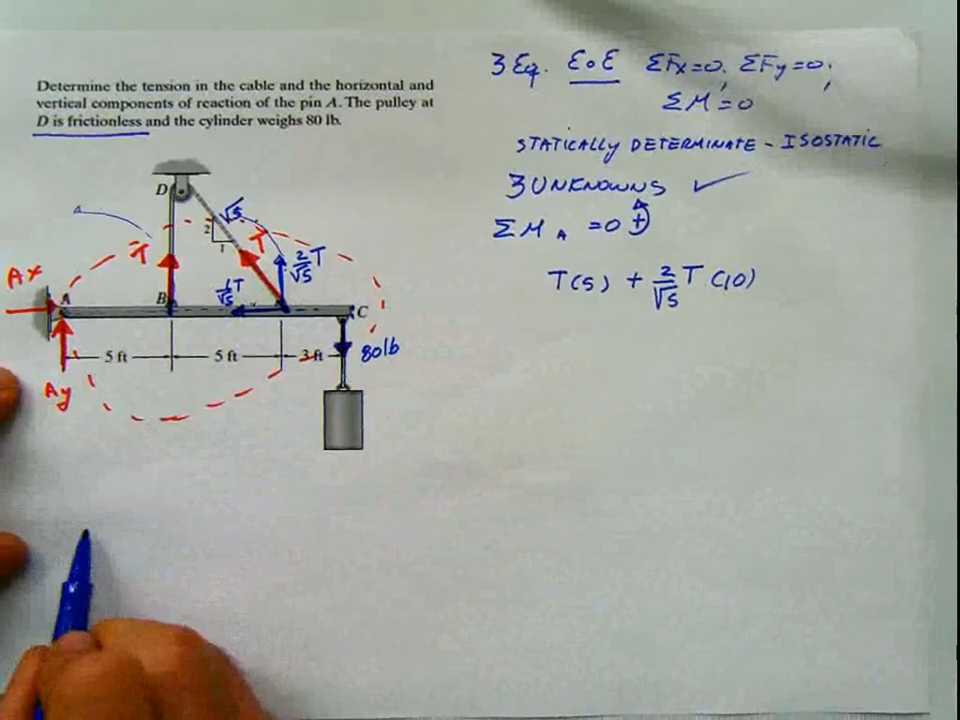 Determine the tension in the cable and the horizontal and
vertical components of reaction of the pin A. The pulley at
D is frictionless and the cylinder weighs 80 lb.
3 Eq. EoE ΣFx=0; ΣFy=0;
ΣM=0
STATICALLY DETERMINATE - ISOSTATIC
3 UNKNOWNS ✓
ΣM A =0 +
T(5) + 2/√5 T (10)
D
√5
2
1
T
T
2/√5 T
1/√5 T
Ax
A
B
C
5 ft
5 ft
3 ft
80lb
Ay